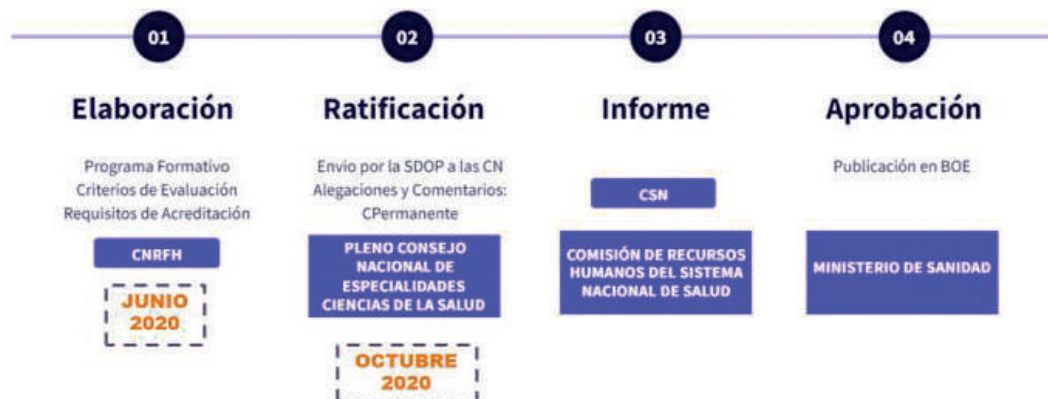 01
Elaboración
Programa Formativo
Criterios de Evaluación
Requisitos de Acreditación
CNRFH
JUNIO
2020
02
Ratificación
Envio por la SDOP a las CN
Alegaciones y Comentarios:
CPermanente
PLENO CONSEJO
NACIONAL DE
ESPECIALIDADES
CIENCIAS DE LA SALUD
OCTUBRE
2020
03
Informe
CSN
COMISIÓN DE RECURSOS
HUMANOS DEL SISTEMA
NACIONAL DE SALUD
04
Aprobación
Publicación en BOE
MINISTERIO DE SANIDAD